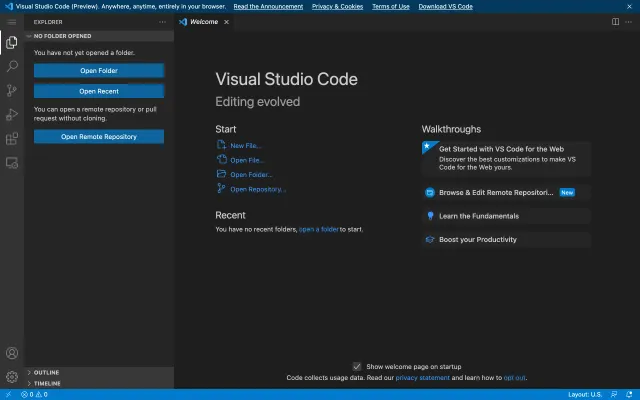 Visual Studio Code (Preview). Anywhere, anytime, entirely in your browser. Read the Announcement Privacy & Cookies Terms of Use Download VS Code
EXPLORER
Welcome
NO FOLDER OPENED
You have not yet opened a folder.
Open Folder
Open Recent
You can open a remote repository or pull
request without cloning.
Open Remote Repository
OUTLINE
TIMELINE
Visual Studio Code
Editing evolved
Start
New File...
Open File...
Open Folder...
Open Repository...
Recent
You have no recent folders, open a folder to start.
Walkthroughs
Get Started with VS Code for the Web
Discover the best customizations to make VS
Code for the Web yours.
Browse & Edit Remote Repositori... New
Learn the Fundamentals
Boost your Productivity
Show welcome page on startup
Code collects usage data. Read our privacy statement and learn how to opt out.
0 0
Layout: U.S.